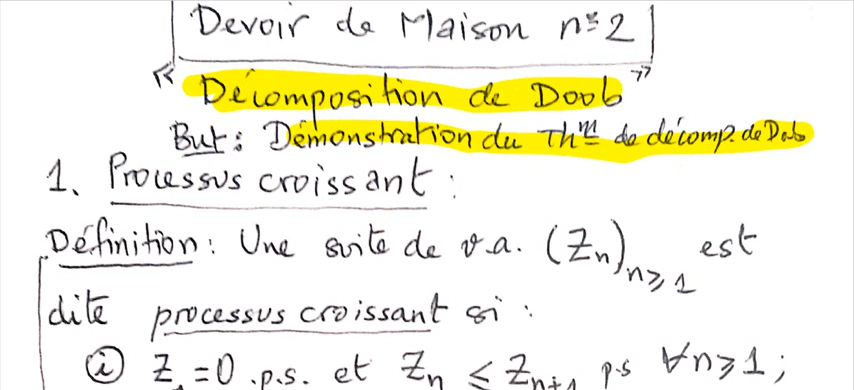 Devoir de Maison n°2
« Décomposition de Doob »
But : Démonstration du Thm de décomp. de Doob
1. Processus croissant :
Définition : Une suite de v.a. (Zn)n≥1 est
dite processus croissant si :
(i) Z1=0 .p.s. et Zn ≤ Zn+1 p.s ∀n≥1 ;